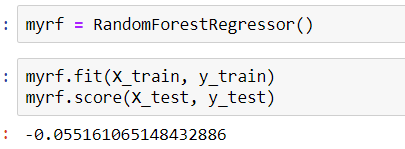 : myrf = RandomForestRegressor()
: myrf.fit(X_train, y_train)
myrf.score(X_test, y_test)
: -0.055161065148432886